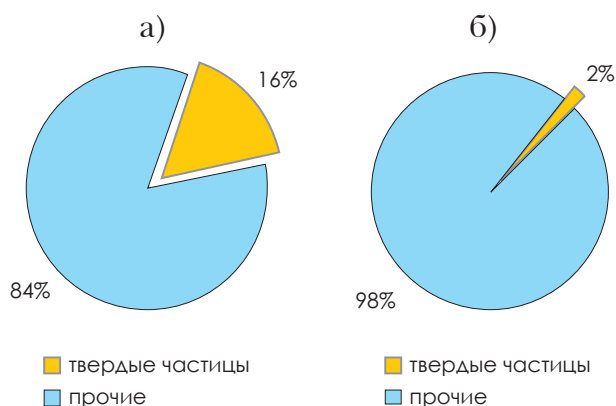 а)
16%
84%
твердые частицы
прочие
б)
2%
98%
твердые частицы
прочие